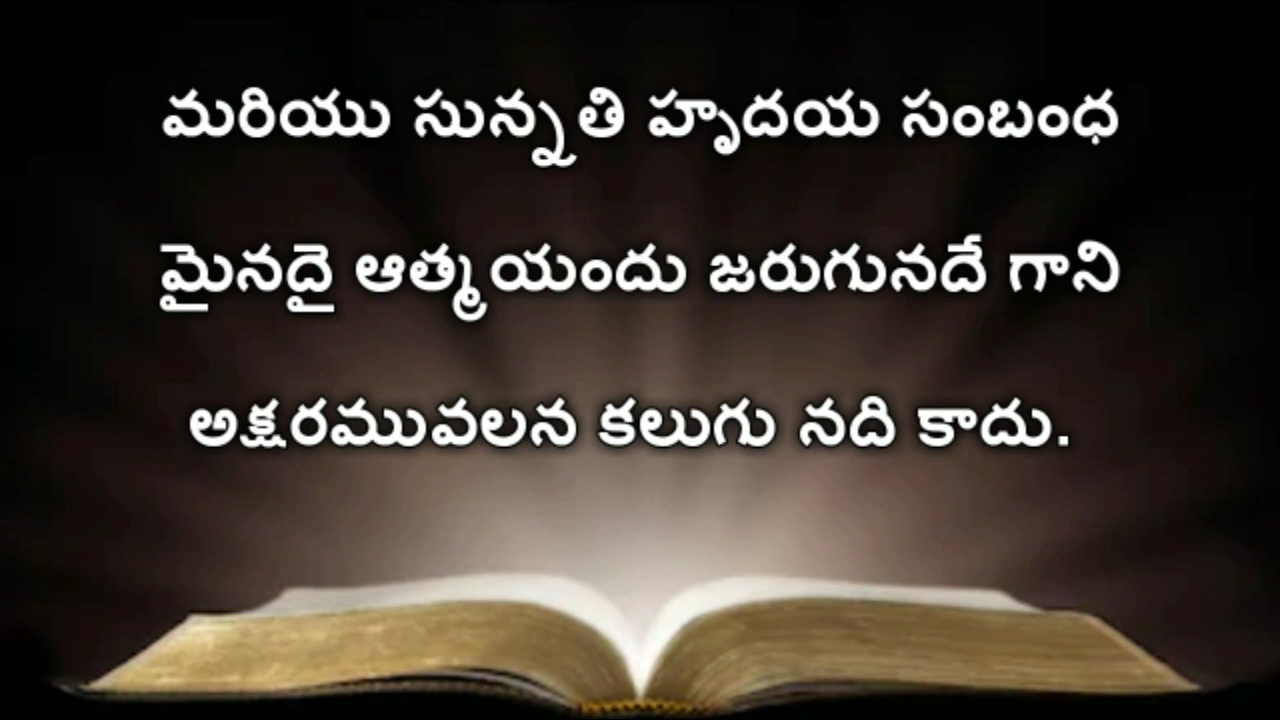 మరియు సున్నతి హృదయ సంబంధ
మైనదై ఆత్మయందు జరుగునదే గాని
అక్షరమువలన కలుగు నది కాదు.